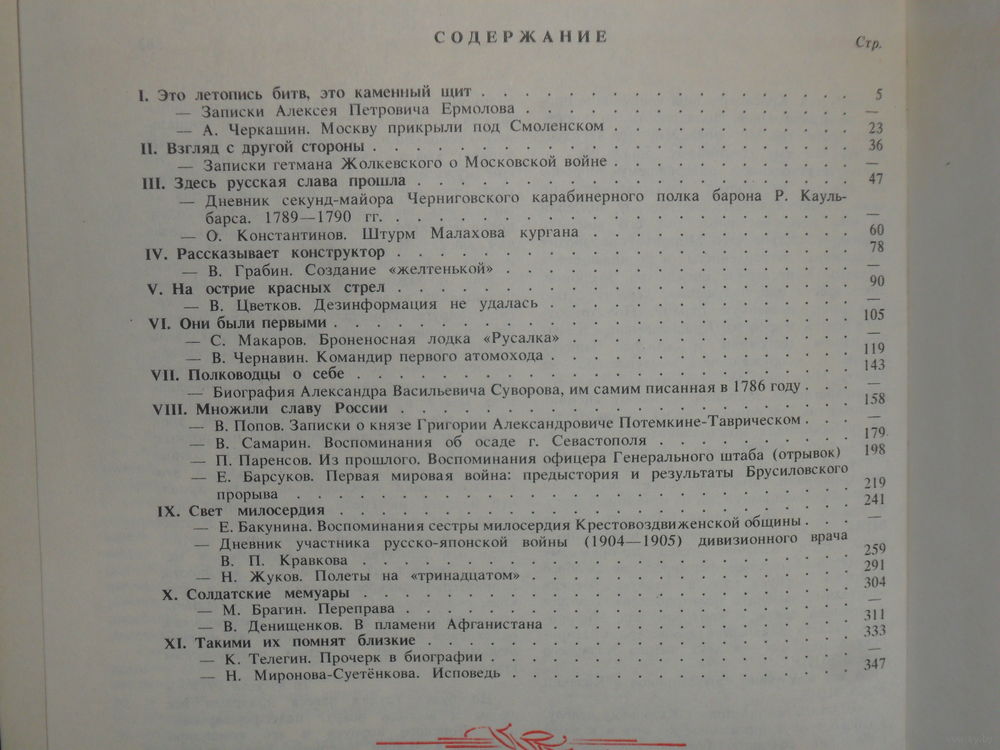 СОДЕРЖАНИЕ
Стр.
I. Это летопись битв, это каменный щит . . . 5
— Записки Алексея Петровича Ермолова . . . —
— А. Черкашин. Москву прикрыли под Смоленском . . . 23
II. Взгляд с другой стороны . . . 36
— Записки гетмана Жолкевского о Московской войне . . . —
III. Здесь русская слава прошла . . . 47
— Дневник секунд-майора Черниговского карабинерного полка барона Р. Кауль-
барса. 1789—1790 гг. . . . —
— О. Константинов. Штурм Малахова кургана . . . 60
IV. Рассказывает конструктор . . . 78
— В. Грабин. Создание «желтенькой» . . . —
V. На острие красных стрел . . . 90
— В. Цветков. Дезинформация не удалась . . . —
VI. Они были первыми . . . 105
— С. Макаров. Броненосная лодка «Русалка» . . . —
— В. Чернавин. Командир первого атомохода . . . 119
VII. Полководцы о себе . . . 143
— Биография Александра Васильевича Суворова, им самим писанная в 1786 году . . . —
VIII. Множили славу России . . . 158
— В. Попов. Записки о князе Григории Александровиче Потемкине-Таврическом . . . —
— В. Самарин. Воспоминания об осаде г. Севастополя . . . 179
— П. Паренсов. Из прошлого. Воспоминания офицера Генерального штаба (отрывок) 198
— Е. Барсуков. Первая мировая война: предыстория и результаты Брусиловского
прорыва . . . 219
IX. Свет милосердия . . . 241
— Е. Бакунина. Воспоминания сестры милосердия Крестовоздвиженской общины . . . —
— Дневник участника русско-японской войны (1904—1905) дивизионного врача
В. П. Кравкова . . . 259
— Н. Жуков. Полеты на «тринадцатом» . . . 291
X. Солдатские мемуары . . . 304
— М. Брагин. Переправа . . . —
— В. Денищенков. В пламени Афганистана . . . 311
XI. Такими их помнят близкие . . . 333
— К. Телегин. Прочерк в биографии . . . —
— Н. Миронова-Суетёнкова. Исповедь . . . 347